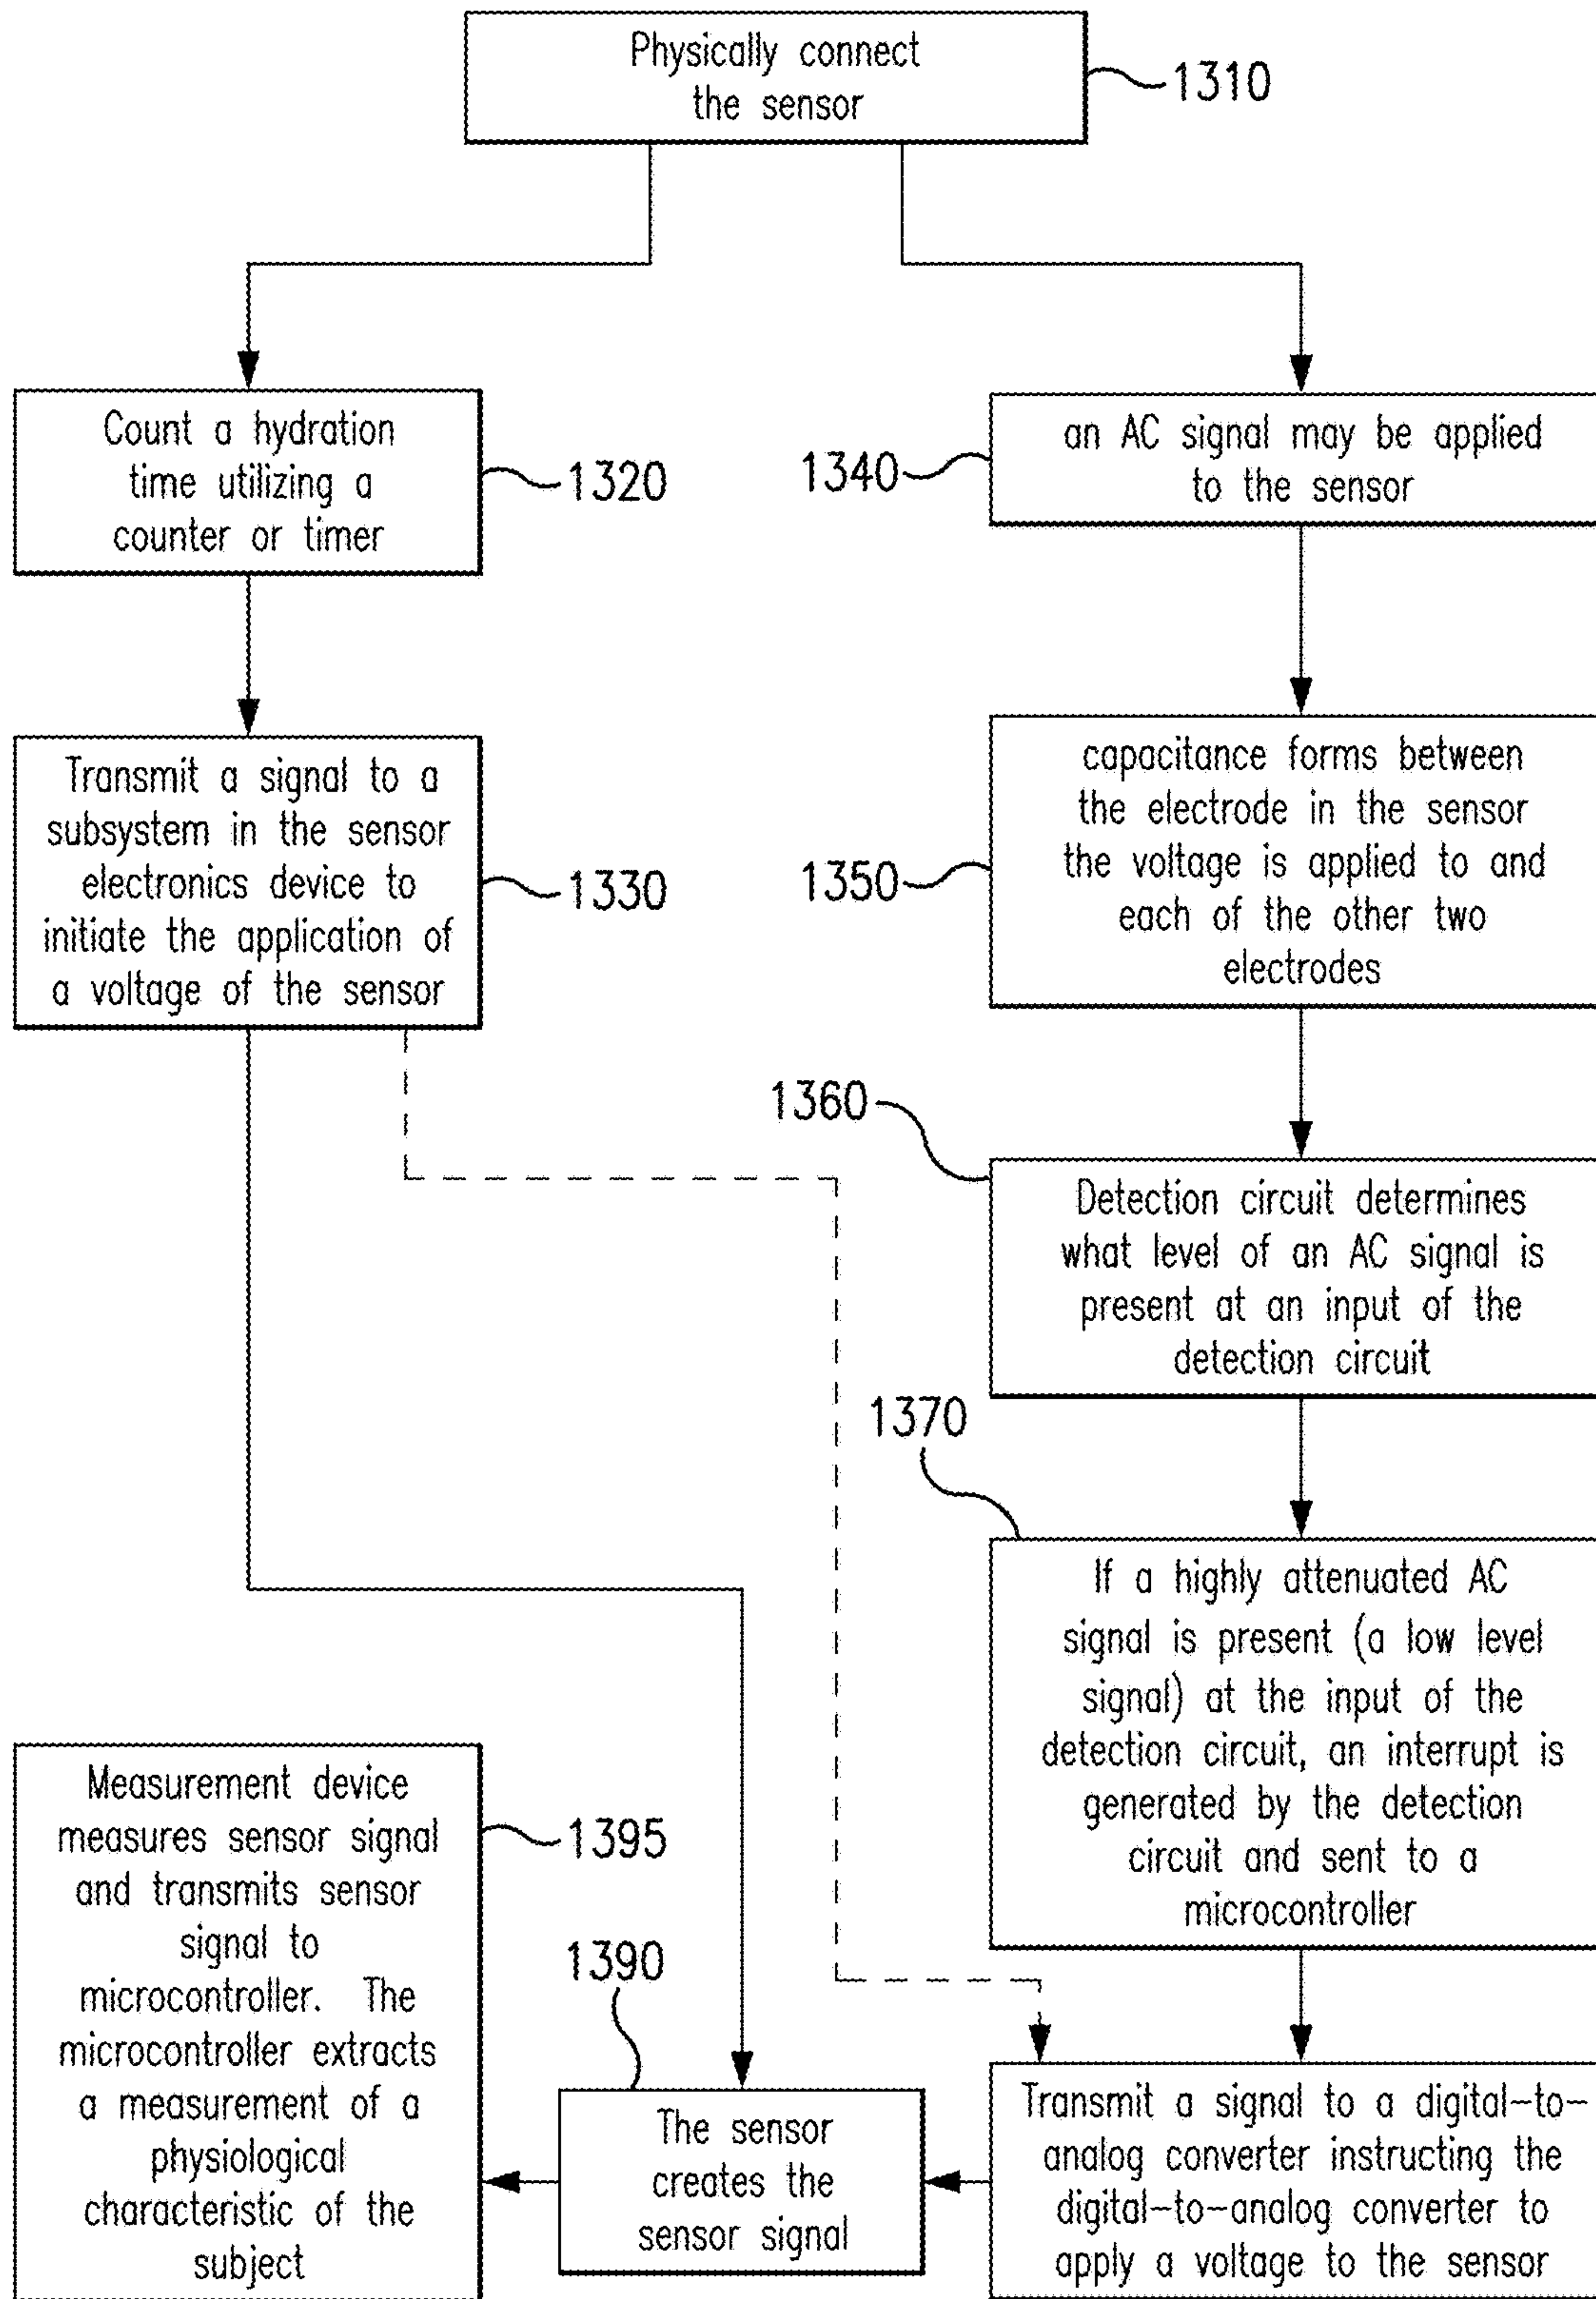 Physically connect
the sensor
1310
Count a hydration
time utilizing a
counter or timer
1320
1340
an AC signal may be applied
to the sensor
Transmit a signal to a
subsystem in the sensor
electronics device to
initiate the application of
a voltage of the sensor
1330
1350
capacitance forms between
the electrode in the sensor
the voltage is applied to and
each of the other two
electrodes
1360
Detection circuit determines
what level of an AC signal is
present at an input of the
detection circuit
1370
If a highly attenuated AC
signal is present (a low level
signal) at the input of the
detection circuit, an interrupt is
generated by the detection
circuit and sent to a
microcontroller
Measurement device
measures sensor signal
and transmits sensor
signal to
microcontroller. The
microcontroller extracts
a measurement of a
physiological
characteristic of the
subject
1395
1390
The sensor
creates the
sensor signal
Transmit a signal to a digital-to-
analog converter instructing the
digital-to-analog converter to
apply a voltage to the sensor